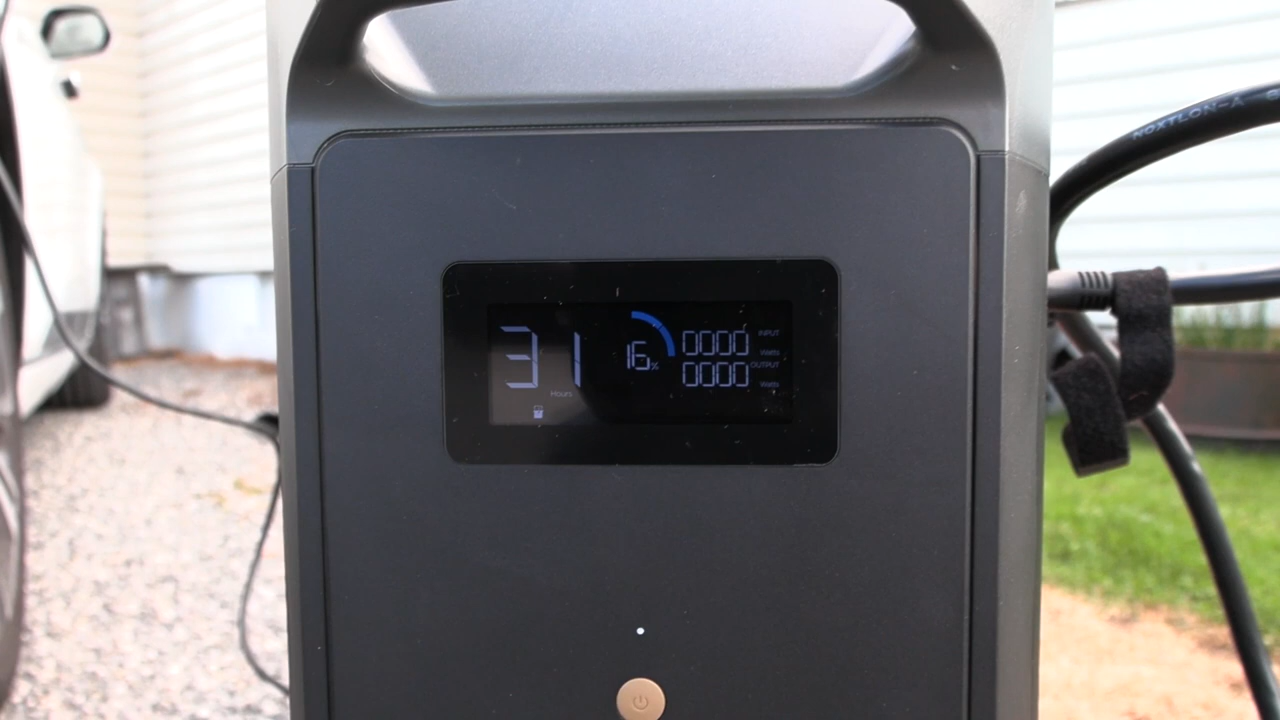 31
Hours
16%
0000 INPUT
Watts
0000 OUTPUT
Watts
NOXTLON-A